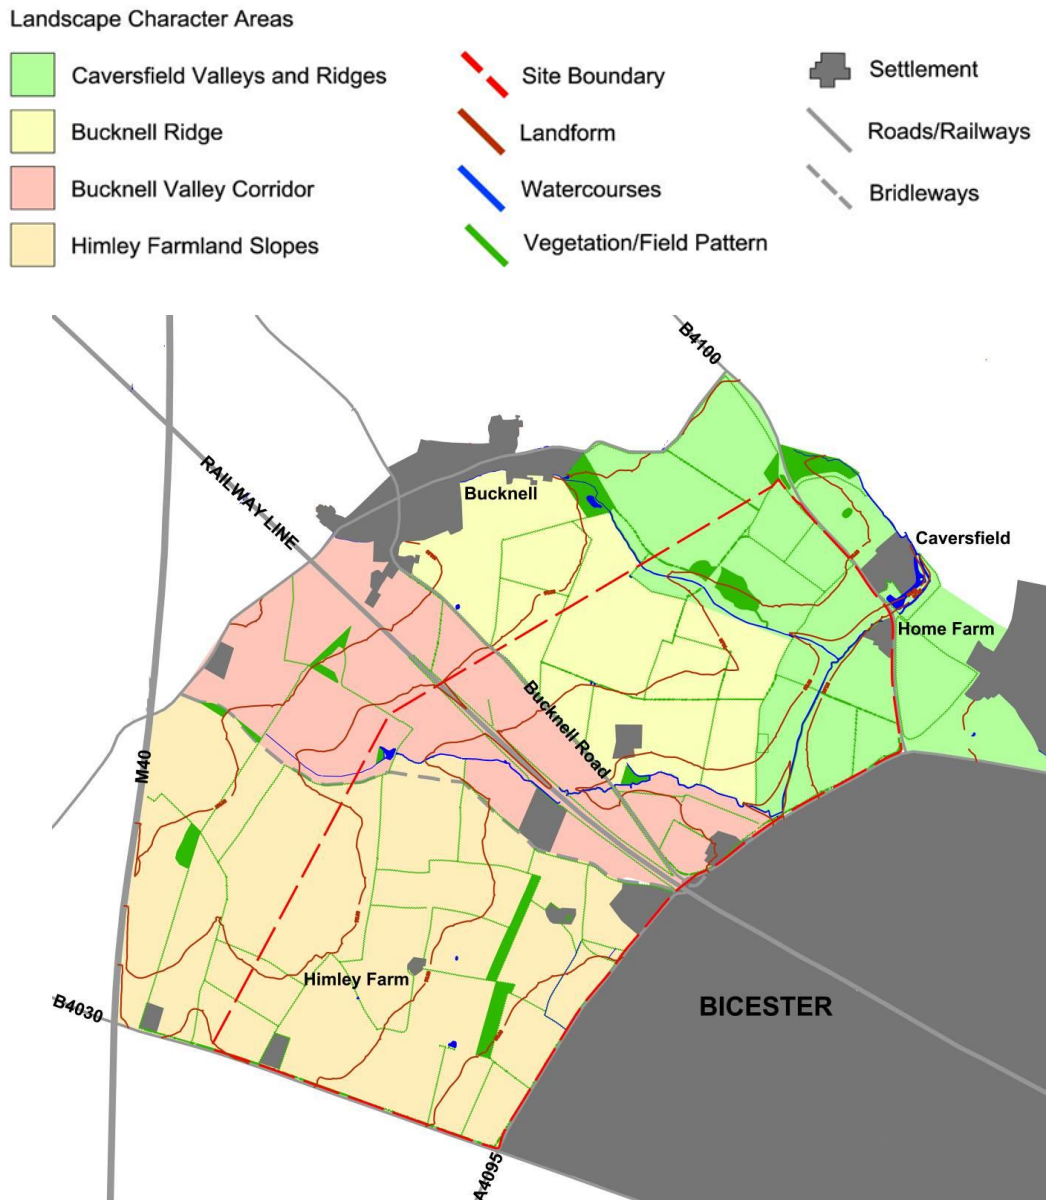 Landscape Character Areas
Caversfield Valleys and Ridges
Bucknell Ridge
Bucknell Valley Corridor
Himley Farmland Slopes
Site Boundary
Landform
Watercourses
Vegetation/Field Pattern
Settlement
Roads/Railways
Bridleways
B4100
RAILWAY LINE
Bucknell
Caversfield
Home Farm
Bucknell Road
M40
Himley Farm
B4030
BICESTER
A4095